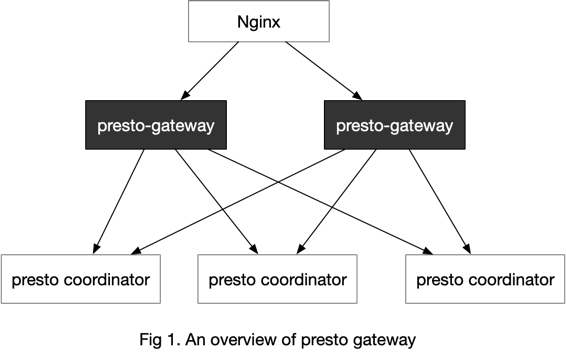 Nginx
presto-gateway
presto-gateway
presto coordinator
presto coordinator
presto coordinator
Fig 1. An overview of presto gateway